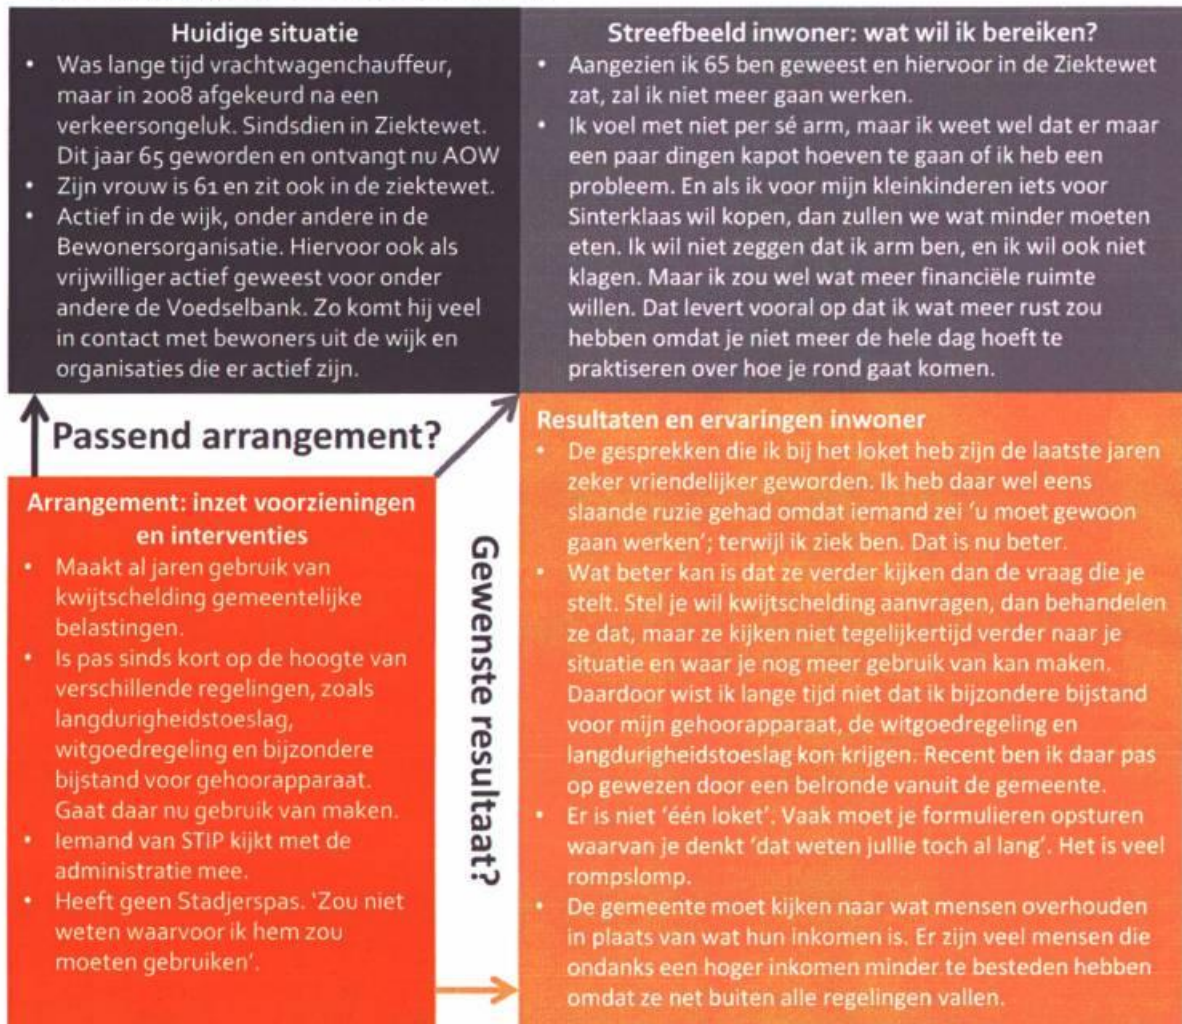 Huidige situatie
• Was lange tijd vrachtwagenchauffeur,
maar in 2008 afgekeurd na een
verkeersongeluk. Sindsdien in Ziektewet.
Dit jaar 65 geworden en ontvangt nu AOW
• Zijn vrouw is 61 en zit ook in de ziektewet.
• Actief in de wijk, onder andere in de
Bewonersorganisatie. Hiervoor ook als
vrijwilliger actief geweest voor onder
andere de Voedselbank. Zo komt hij veel
in contact met bewoners uit de wijk en
organisaties die er actief zijn.
Streefbeeld inwoner: wat wil ik bereiken?
• Aangezien ik 65 ben geweest en hiervoor in de Ziektewet
zat, zal ik niet meer gaan werken.
• Ik voel met niet per sé arm, maar ik weet wel dat er maar
een paar dingen kapot hoeven te gaan of ik heb een
probleem. En als ik voor mijn kleinkinderen iets voor
Sinterklaas wil kopen, dan zullen we wat minder moeten
eten. Ik wil niet zeggen dat ik arm ben, en ik wil ook niet
klagen. Maar ik zou wel wat meer financiële ruimte
willen. Dat levert vooral op dat ik wat meer rust zou
hebben omdat je niet meer de hele dag hoeft te
praktiseren over hoe je rond gaat komen.
Passend arrangement?
Arrangement: inzet voorzieningen
en interventies
• Maakt al jaren gebruik van
kwijtschelding gemeentelijke
belastingen.
• Is pas sinds kort op de hoogte van
verschillende regelingen, zoals
langdurigheidstoeslag,
witgoedregeling en bijzondere
bijstand voor gehoorapparaat.
Gaat daar nu gebruik van maken.
• Iemand van STIP kijkt met de
administratie mee.
• Heeft geen Stadjerspas. ‘Zou niet
weten waarvoor ik hem zou
moeten gebruiken’.
Gewenste resultaat?
Resultaten en ervaringen inwoner
• De gesprekken die ik bij het loket heb zijn de laatste jaren
zeker vriendelijker geworden. Ik heb daar wel eens
slaande ruzie gehad omdat iemand zei ‘u moet gewoon
gaan werken’; terwijl ik ziek ben. Dat is nu beter.
• Wat beter kan is dat ze verder kijken dan de vraag die je
stelt. Stel je wil kwijtschelding aanvragen, dan behandelen
ze dat, maar ze kijken niet tegelijkertijd verder naar je
situatie en waar je nog meer gebruik van kan maken.
Daardoor wist ik lange tijd niet dat ik bijzondere bijstand
voor mijn gehoorapparaat, de witgoedregeling en
langdurigheidstoeslag kon krijgen. Recent ben ik daar pas
op gewezen door een belronde vanuit de gemeente.
• Er is niet ‘één loket’. Vaak moet je formulieren opsturen
waarvan je denkt ‘dat weten jullie toch al lang’. Het is veel
rompslomp.
• De gemeente moet kijken naar wat mensen overhouden
in plaats van wat hun inkomen is. Er zijn veel mensen die
ondanks een hoger inkomen minder te besteden hebben
omdat ze net buiten alle regelingen vallen.